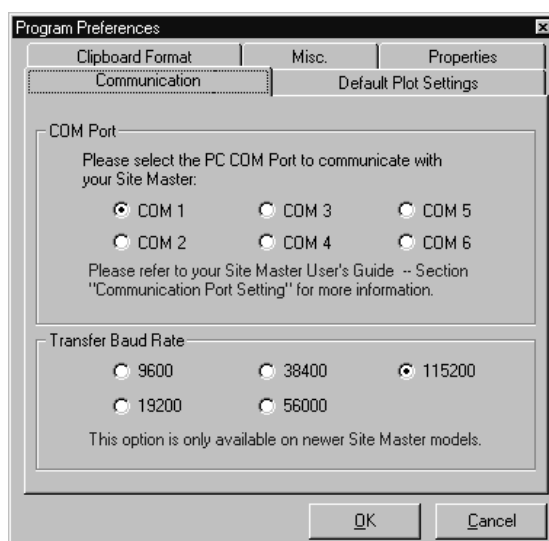 Program Preferences
Clipboard Format Misc. Properties
Communication Default Plot Settings
COM Port
Please select the PC COM Port to communicate with
your Site Master:
COM 1 COM 3 COM 5
COM 2 COM 4 COM 6
Please refer to your Site Master User's Guide -- Section
"Communication Port Setting" for more information.
Transfer Baud Rate
9600 38400 115200
19200 56000
This option is only available on newer Site Master models.
OK Cancel